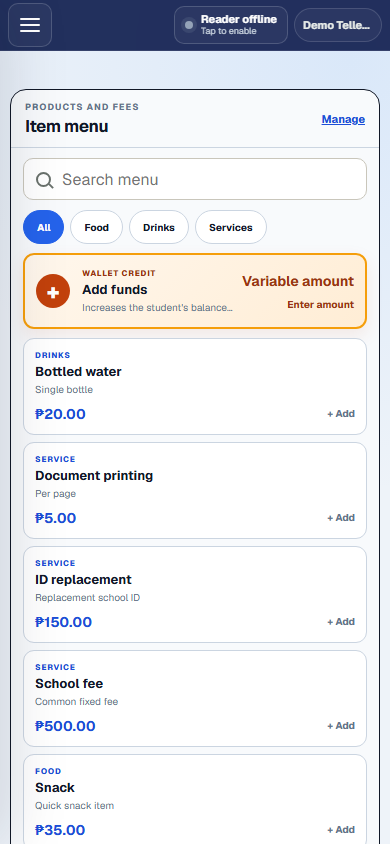 Reader offline
Tap to enable
Demo Telle...
PRODUCTS AND FEES
Item menu
Manage
Search menu
All
Food
Drinks
Services
WALLET CREDIT
Add funds
Increases the student's balance...
Variable amount
Enter amount
DRINKS
Bottled water
Single bottle
₱20.00
+ Add
SERVICE
Document printing
Per page
₱5.00
+ Add
SERVICE
ID replacement
Replacement school ID
₱150.00
+ Add
SERVICE
School fee
Common fixed fee
₱500.00
+ Add
FOOD
Snack
Quick snack item
₱35.00
+ Add